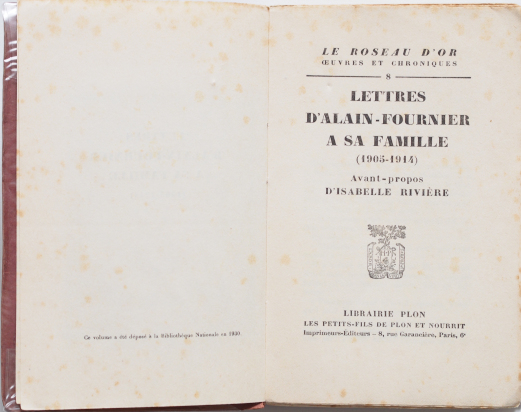 Ce volume a été déposé à la Bibliothèque Nationale en 1930.
LE ROSEAU D'OR
ŒUVRES ET CHRONIQUES
8
LETTRES
D'ALAIN-FOURNIER
A SA FAMILLE
(1905-1914)
Avant-propos
D'ISABELLE RIVIÈRE
LIBRAIRIE PLON
LES PETITS-FILS DE PLON ET NOURRIT
Imprimeurs-Éditeurs – 8, rue Garancière, Paris, 6e